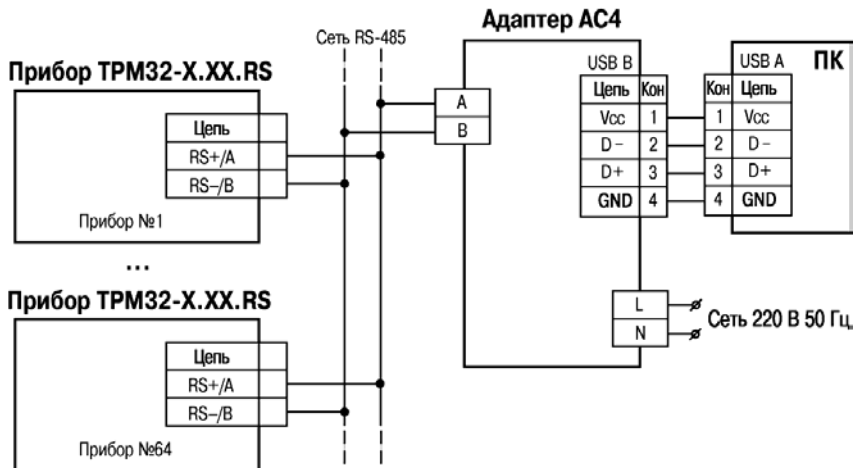 Адаптер АС4
Сеть RS-485
Прибор ТРМ32-Х.ХХ.RS
Цепь
RS+/A
RS–/B
Прибор №1
...
Прибор ТРМ32-Х.ХХ.RS
Цепь
RS+/A
RS–/B
Прибор №64
A
B
USB B
Цепь Кон
Vcc 1
D– 2
D+ 3
GND 4
L
N
Сеть 220 В 50 Гц
ПК
USB A
Кон Цепь
1 Vcc
2 D–
3 D+
4 GND